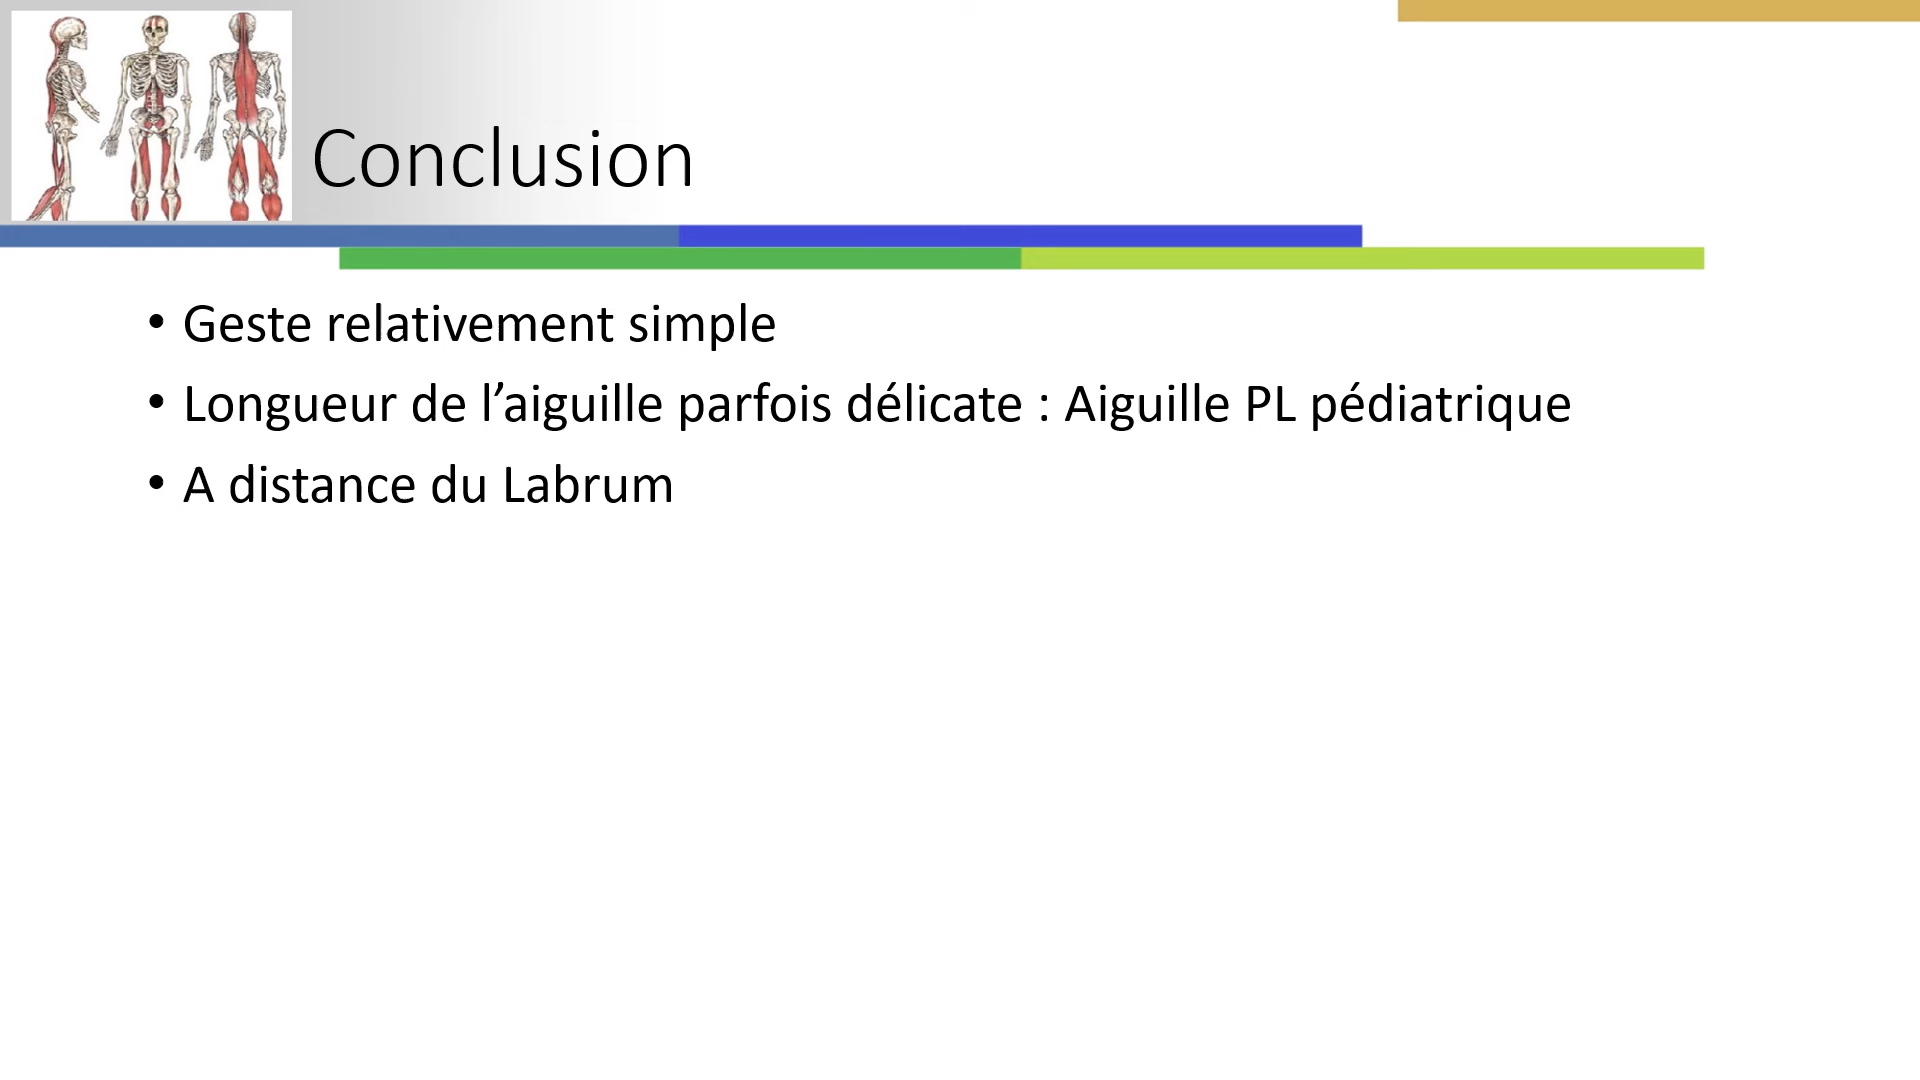 Conclusion
• Geste relativement simple
• Longueur de l’aiguille parfois délicate : Aiguille PL pédiatrique
• A distance du Labrum